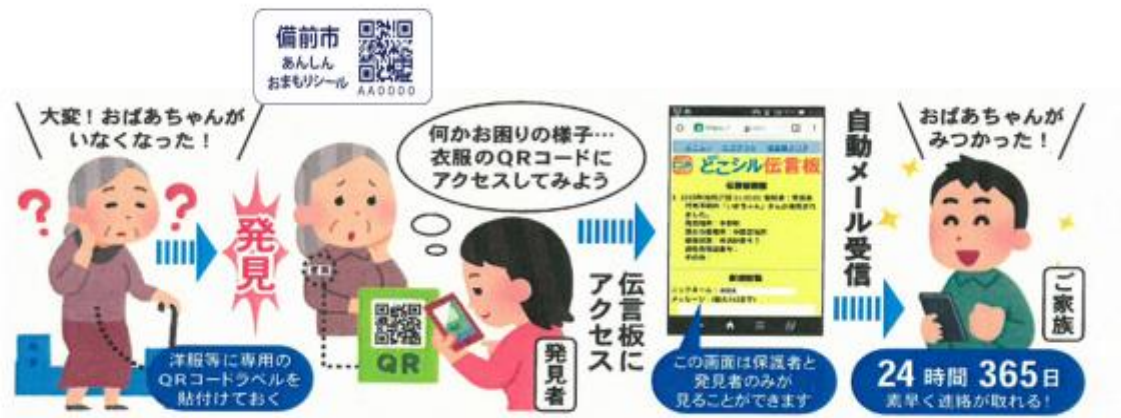 備前市
あんしん
おまもりシール
AA0000
大変！おばあちゃんが
いなくなった！
発見
洋服等に専用の
QRコードラベルを
貼付けておく
何かお困りの様子…
衣服のQRコードに
アクセスしてみよう
QR
発見者
伝言板に
アクセス
どこシル伝言板
この画面は保護者と
発見者のみが
見ることができます
自動メール受信
おばあちゃんが
みつかった！
ご家族
24時間 365日
素早く連絡が取れる！